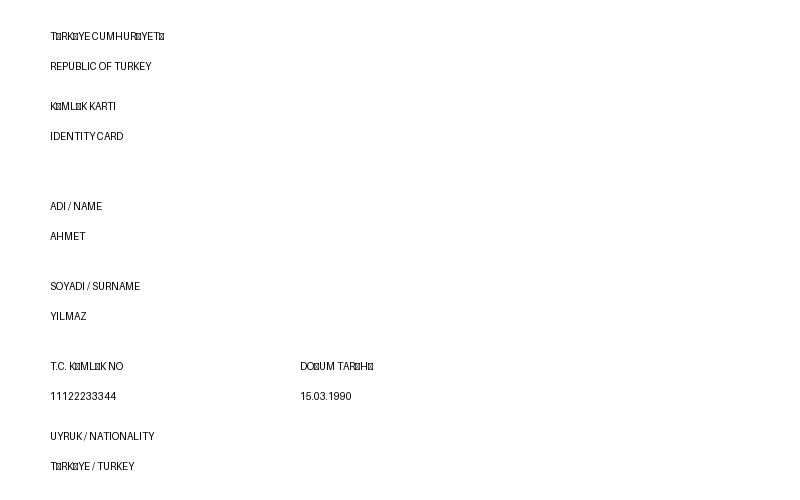 T▯RK▯YE CUMHUR▯YET▯
REPUBLIC OF TURKEY
K▯ML▯K KARTI
IDENTITY CARD
ADI / NAME
AHMET
SOYADI / SURNAME
YILMAZ
T.C. K▯ML▯K NO
DO▯UM TAR▯H▯
11122233344
15.03.1990
UYRUK / NATIONALITY
T▯RK▯YE / TURKEY